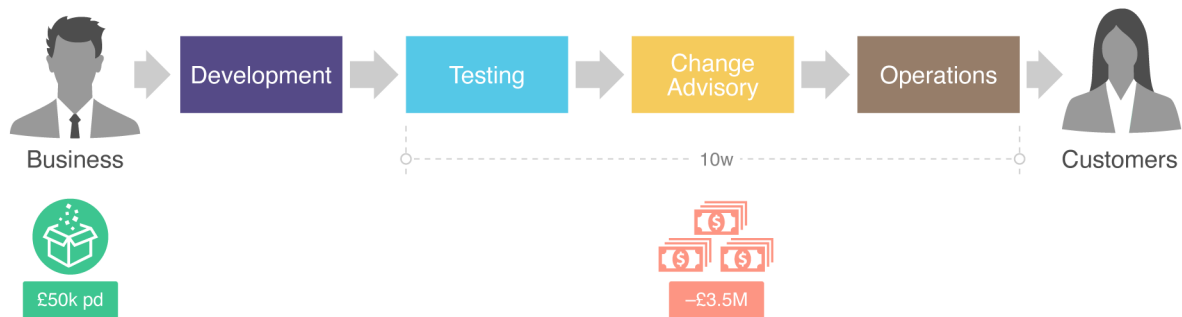 Development
Testing
Change
Advisory
Operations
Business
10w
Customers
£50k pd
–£3.5M